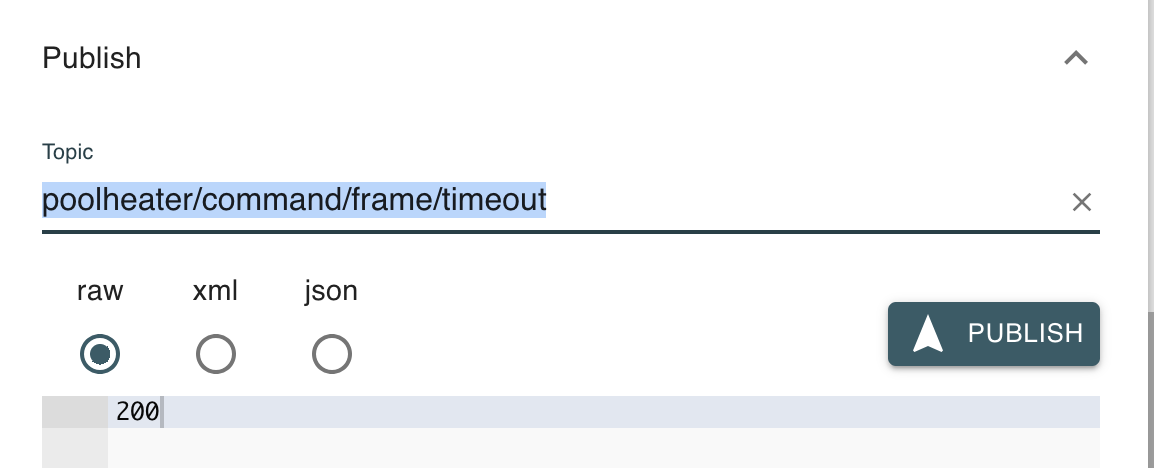 Publish
Topic
poolheater/command/frame/timeout
raw xml json
PUBLISH
200